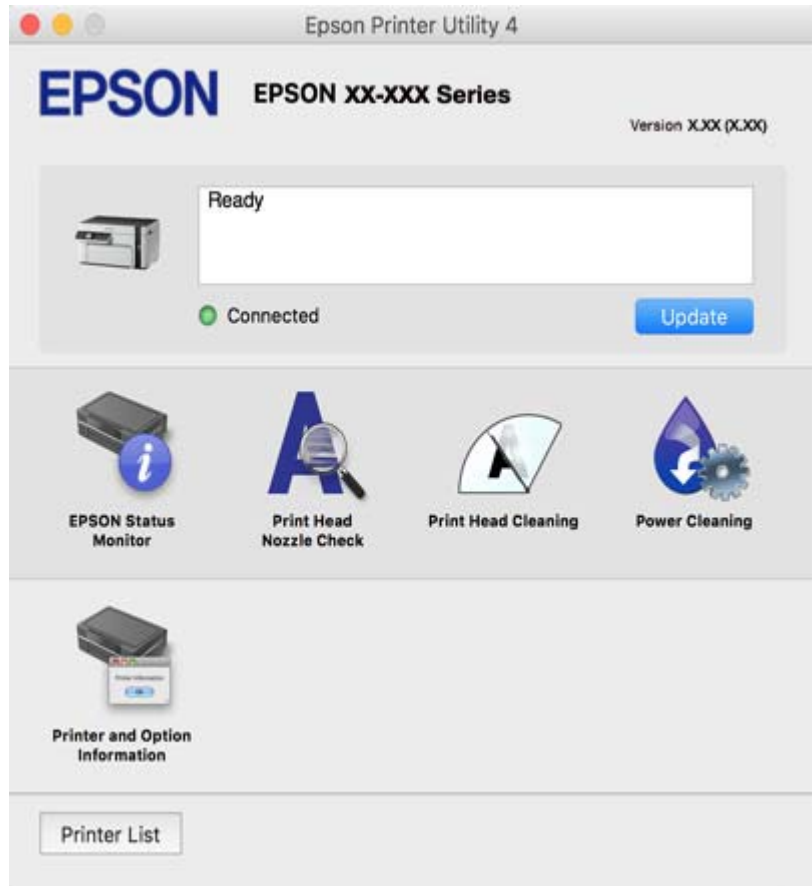 Epson Printer Utility 4
EPSON
EPSON XX-XXX Series
Version X.XX (X.XX)
Ready
Connected
Update
EPSON Status
Monitor
Print Head
Nozzle Check
Print Head Cleaning
Power Cleaning
Printer and Option
Information
Printer List